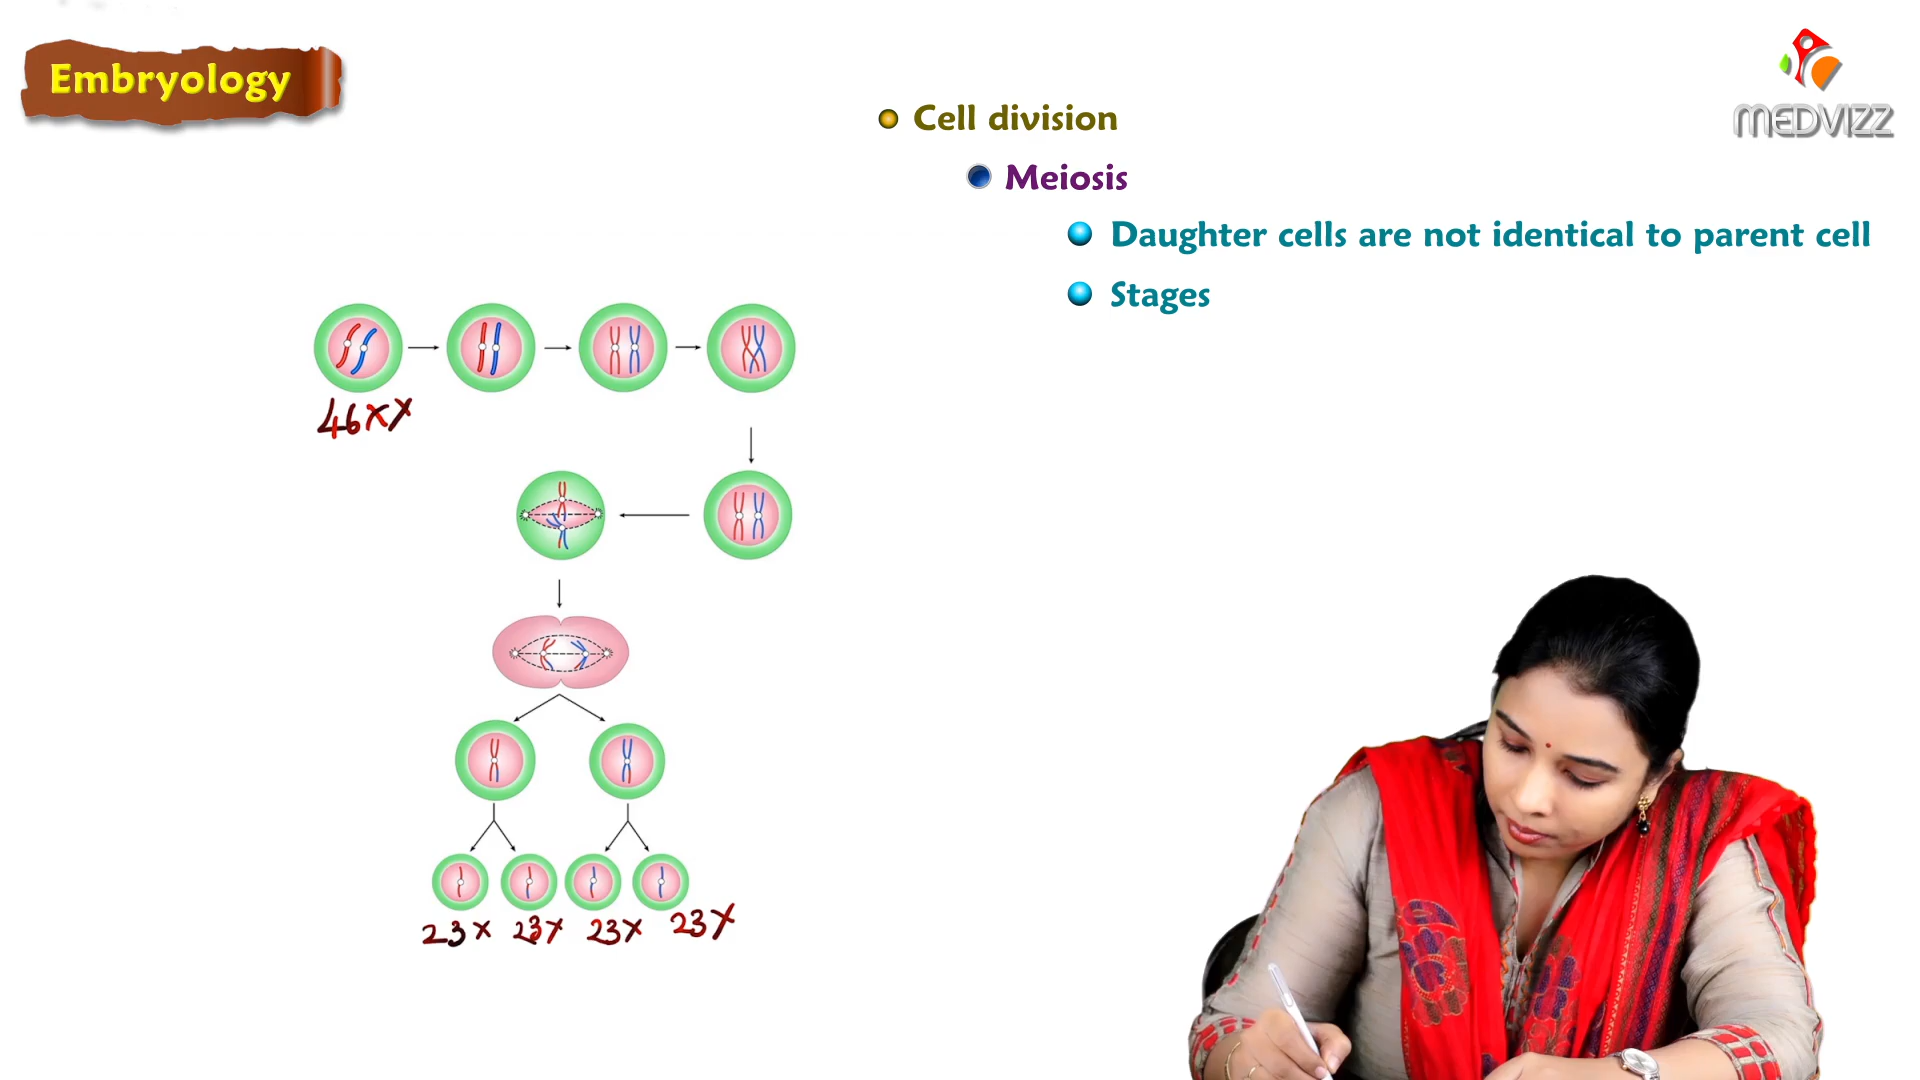 Embryology
MEDVIZZ
Cell division
Meiosis
Daughter cells are not identical to parent cell
Stages
46XY
23X 23Y 23X 23Y